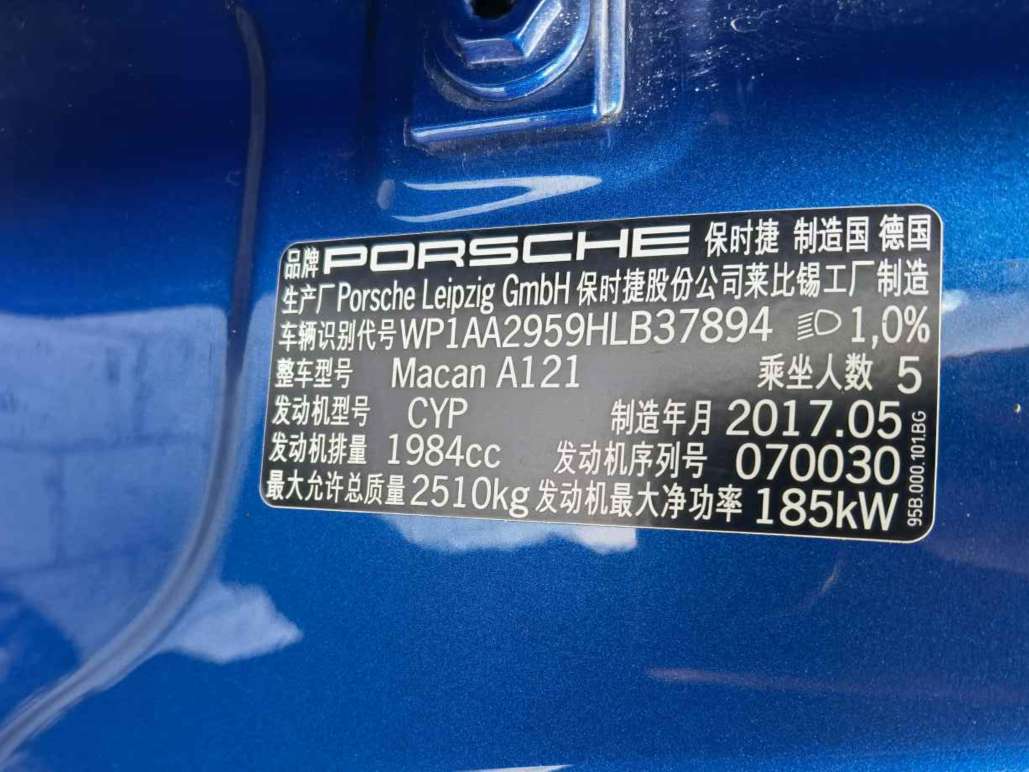 品牌 PORSCHE 保时捷 制造国 德国
生产厂 Porsche Leipzig GmbH 保时捷股份公司莱比锡工厂制造
车辆识别代号 WP1AA2959HLB37894 1,0%
整车型号 Macan A121 乘坐人数 5
发动机型号 CYP 制造年月 2017.05
发动机排量 1984cc 发动机序列号 070030
最大允许总质量 2510kg 发动机最大净功率 185kW
95B.000.101.BG